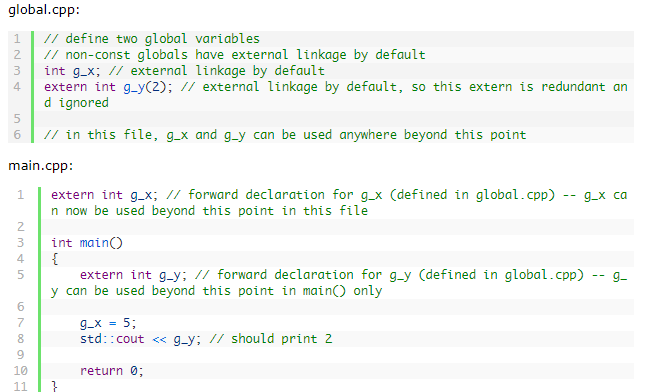 global.cpp:
1 // define two global variables
2 // non-const globals have external linkage by default
3 int g_x; // external linkage by default
4 extern int g_y(2); // external linkage by default, so this extern is redundant an
d ignored
5
6 // in this file, g_x and g_y can be used anywhere beyond this point
main.cpp:
1 extern int g_x; // forward declaration for g_x (defined in global.cpp) -- g_x ca
n now be used beyond this point in this file
2
3 int main()
4 {
5 extern int g_y; // forward declaration for g_y (defined in global.cpp) -- g_
y can be used beyond this point in main() only
6
7 g_x = 5;
8 std::cout << g_y; // should print 2
9
10 return 0;
11 }